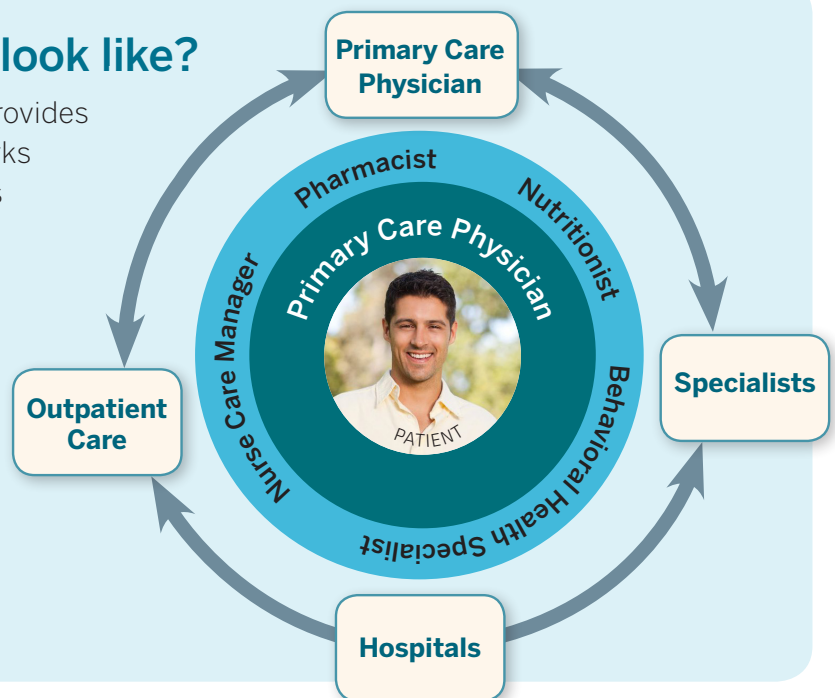 look like?
rovides
ks
s
Primary Care
Physician
Pharmacist
Nutritionist
Nurse Care Manager
Behavioral Health Specialist
Primary Care Physician
PATIENT
Outpatient
Care
Specialists
Hospitals